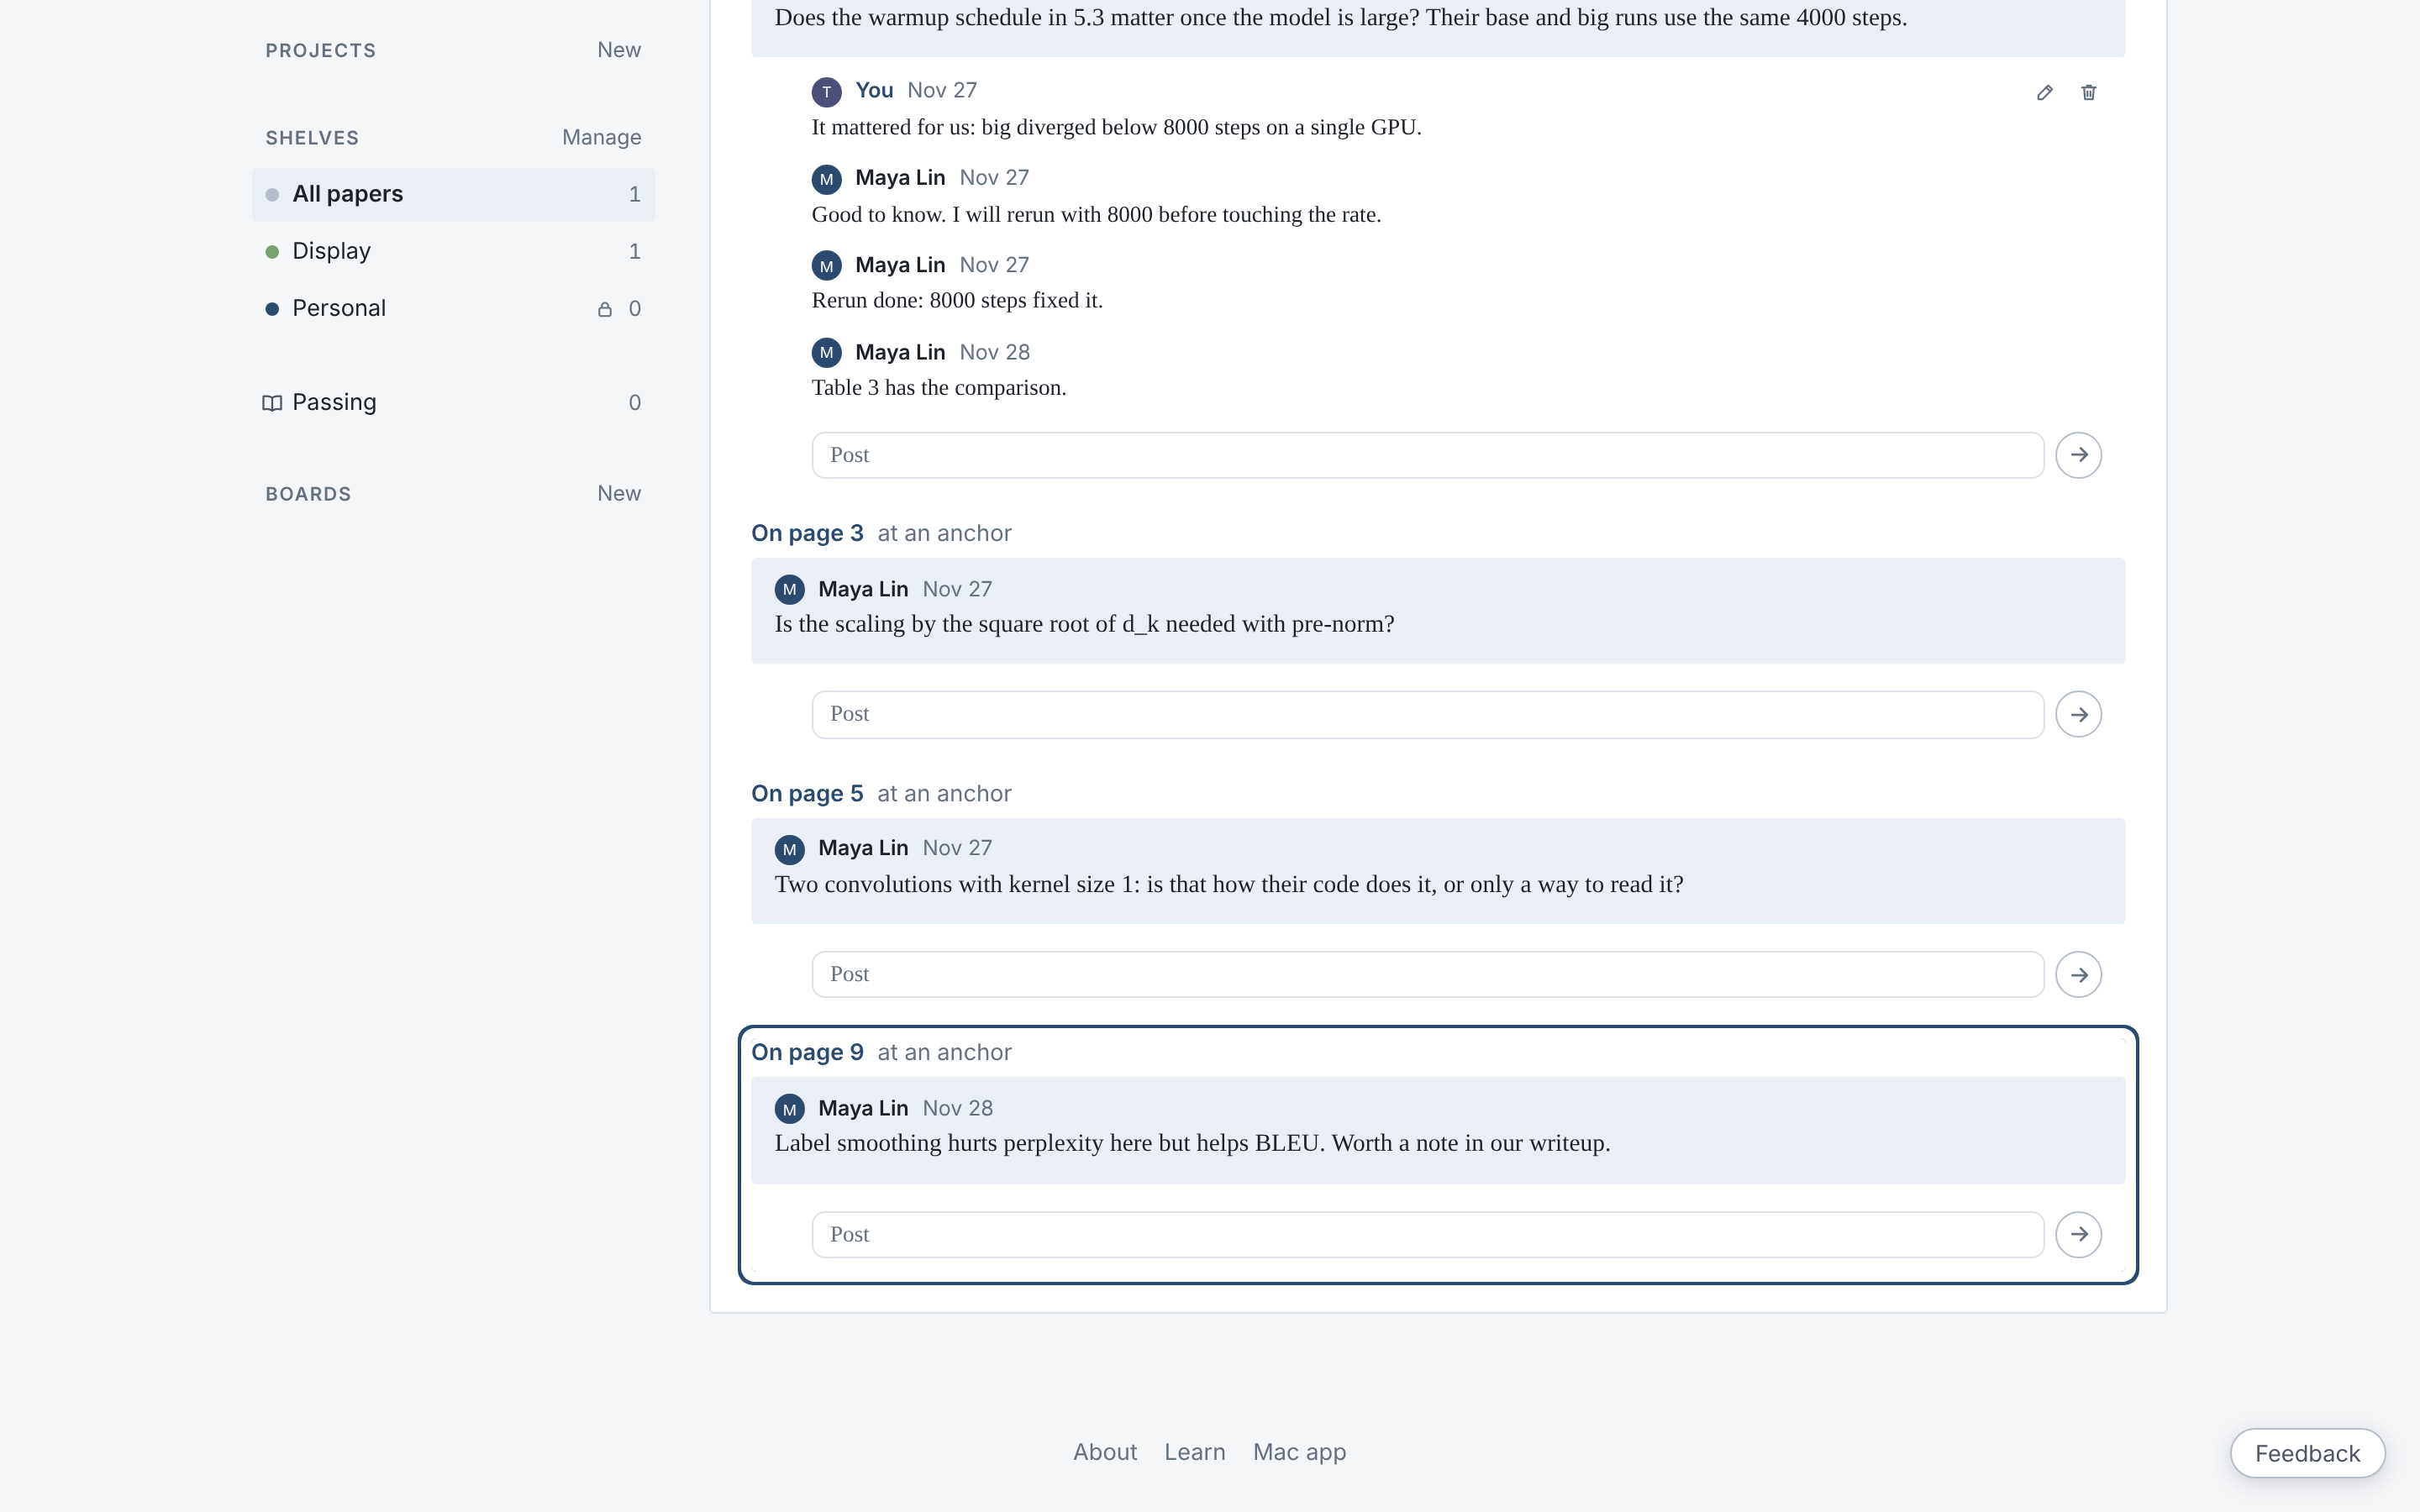 PROJECTS New
SHELVES Manage
All papers 1
Display 1
Personal 0
Passing 0
BOARDS New
Does the warmup schedule in 5.3 matter once the model is large? Their base and big runs use the same 4000 steps.
T You Nov 27
It mattered for us: big diverged below 8000 steps on a single GPU.
M Maya Lin Nov 27
Good to know. I will rerun with 8000 before touching the rate.
M Maya Lin Nov 27
Rerun done: 8000 steps fixed it.
M Maya Lin Nov 28
Table 3 has the comparison.
Post
On page 3 at an anchor
M Maya Lin Nov 27
Is the scaling by the square root of d_k needed with pre-norm?
Post
On page 5 at an anchor
M Maya Lin Nov 27
Two convolutions with kernel size 1: is that how their code does it, or only a way to read it?
Post
On page 9 at an anchor
M Maya Lin Nov 28
Label smoothing hurts perplexity here but helps BLEU. Worth a note in our writeup.
Post
About Learn Mac app
Feedback